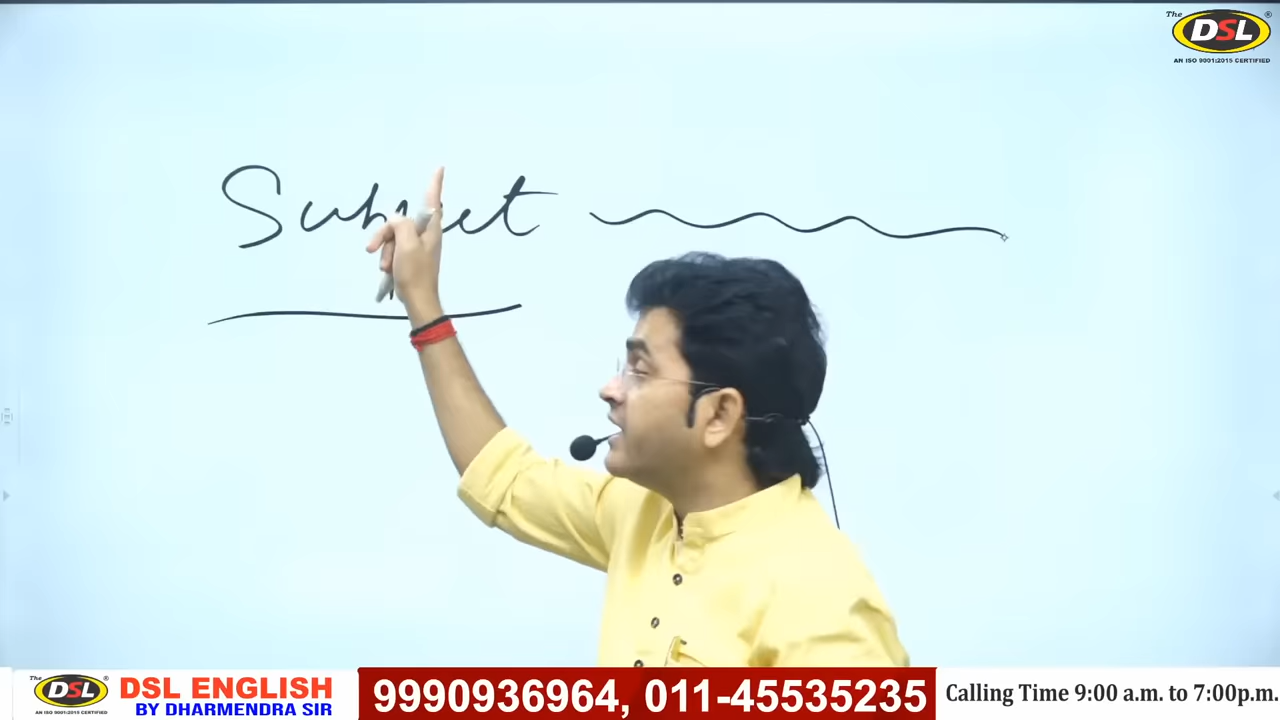 The
DSL
®
AN ISO 9001:2015 CERTIFIED
The
DSL
®
AN ISO 9001:2015 CERTIFIED
DSL ENGLISH
BY DHARMENDRA SIR
9990936964, 011-45535235
Calling Time 9:00 a.m. to 7:00p.m.